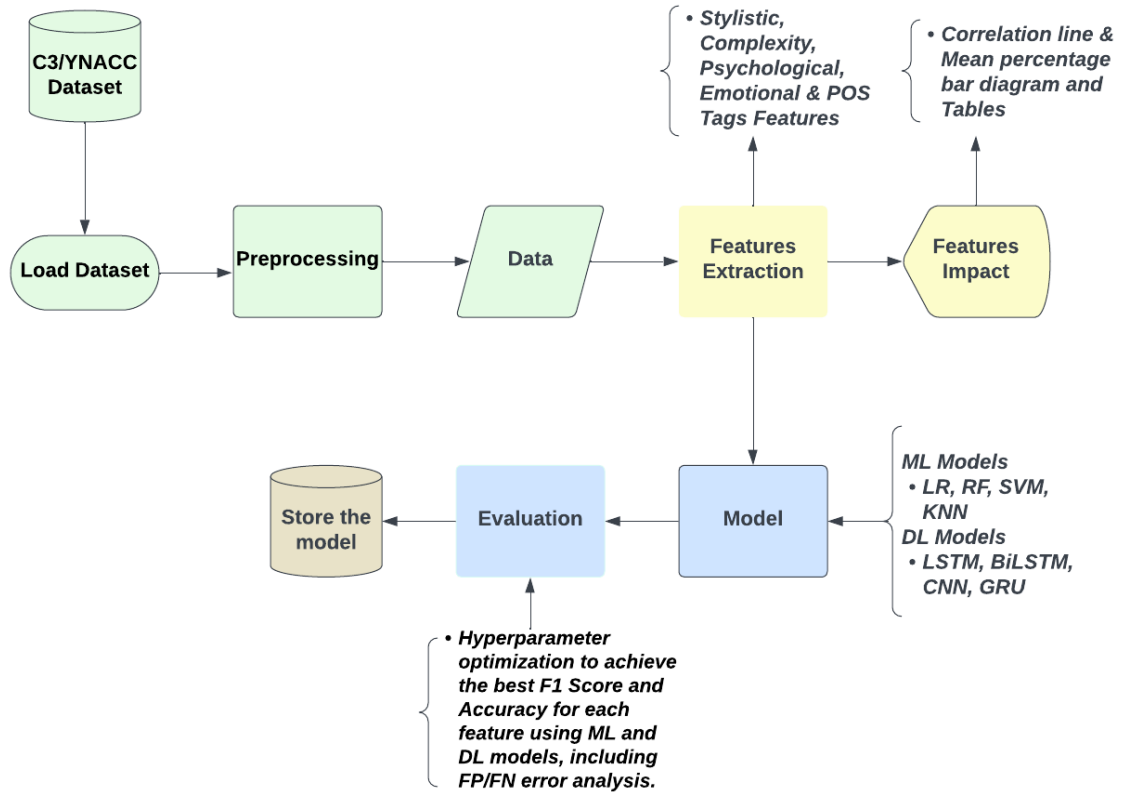 C3/YNACC
Dataset
• Stylistic,
Complexity,
Psychological,
Emotional & POS
Tags Features
• Correlation line &
Mean percentage
bar diagram and
Tables
Load Dataset
Preprocessing
Data
Features
Extraction
Features
Impact
Store the
model
Evaluation
Model
ML Models
• LR, RF, SVM,
KNN
DL Models
• LSTM, BiLSTM,
CNN, GRU
• Hyperparameter
optimization to achieve
the best F1 Score and
Accuracy for each
feature using ML and
DL models, including
FP/FN error analysis.